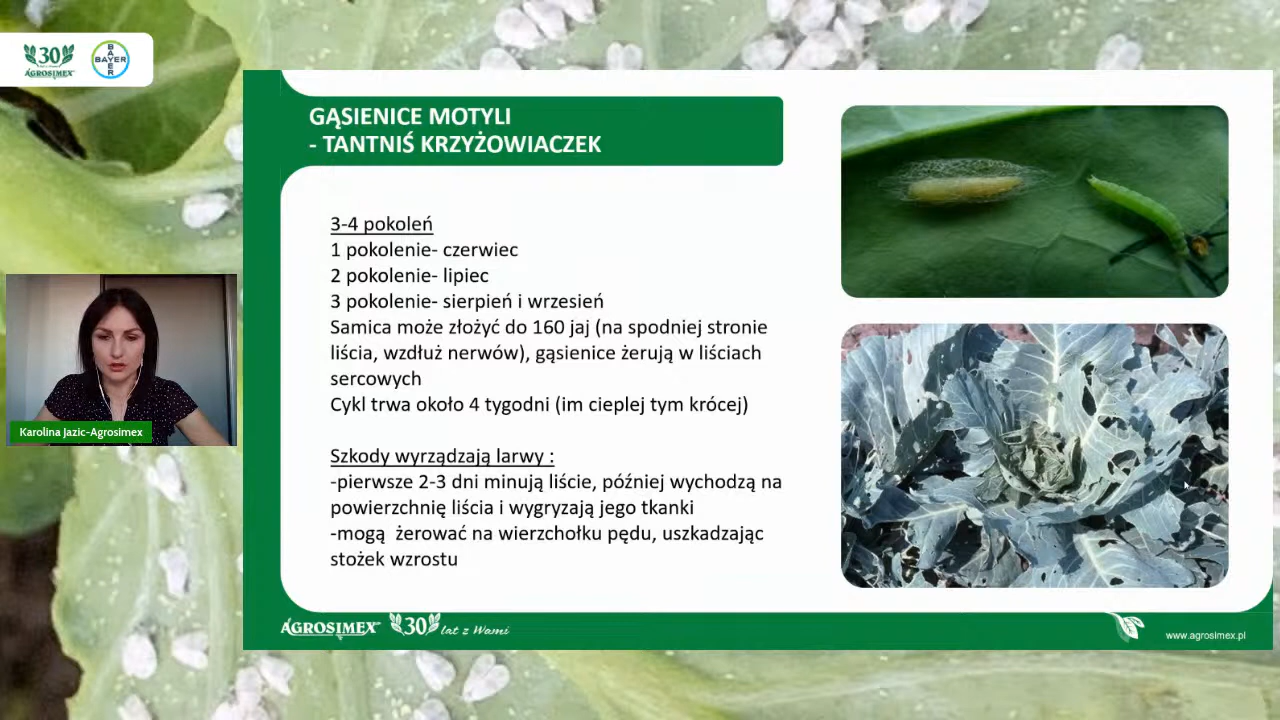 30
AGROSIMEX
BAYER
BAYER
GĄSIENICE MOTYLI
- TANTNIŚ KRZYŻOWIACZEK
3-4 pokoleń
1 pokolenie- czerwiec
2 pokolenie- lipiec
3 pokolenie- sierpień i wrzesień
Samica może złożyć do 160 jaj (na spodniej stronie
liścia, wzdłuż nerwów), gąsienice żerują w liściach
sercowych
Cykl trwa około 4 tygodni (im cieplej tym krócej)
Szkody wyrządzają larwy :
-pierwsze 2-3 dni minują liście, później wychodzą na
powierzchnię liścia i wygryzają jego tkanki
-mogą  żerować na wierzchołku pędu, uszkadzając
stożek wzrostu
Karolina Jazic-Agrosimex
AGROSIMEX 30 lat z Wami
www.agrosimex.pl